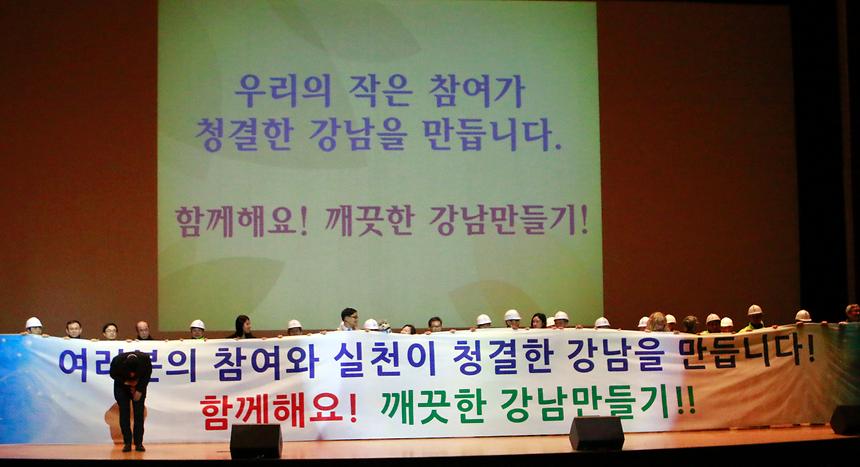 우리의 작은 참여가
청결한 강남을 만듭니다.
함께해요! 깨끗한 강남만들기!
여러분의 참여와 실천이 청결한 강남을 만듭니다!
함께해요! 깨끗한 강남만들기!!